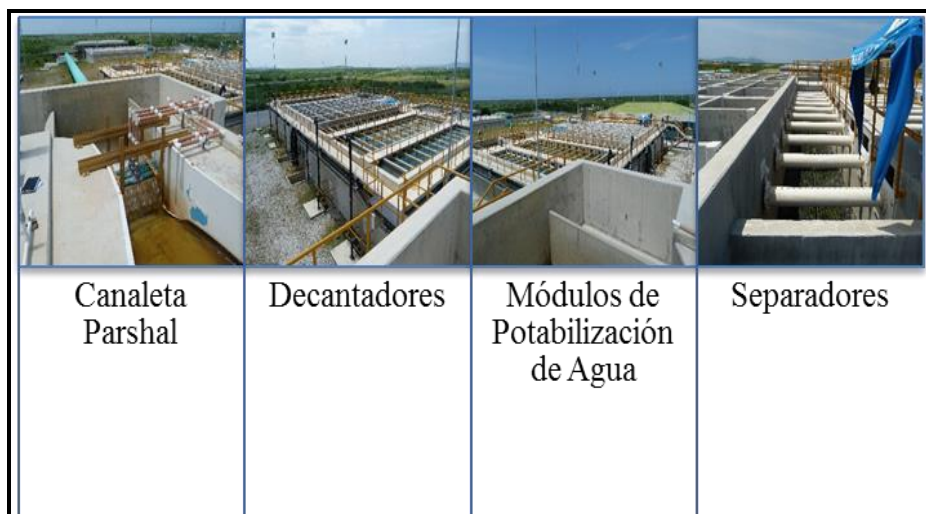 Canaleta
Parshal
Decantadores
Módulos de
Potabilización
de Agua
Separadores